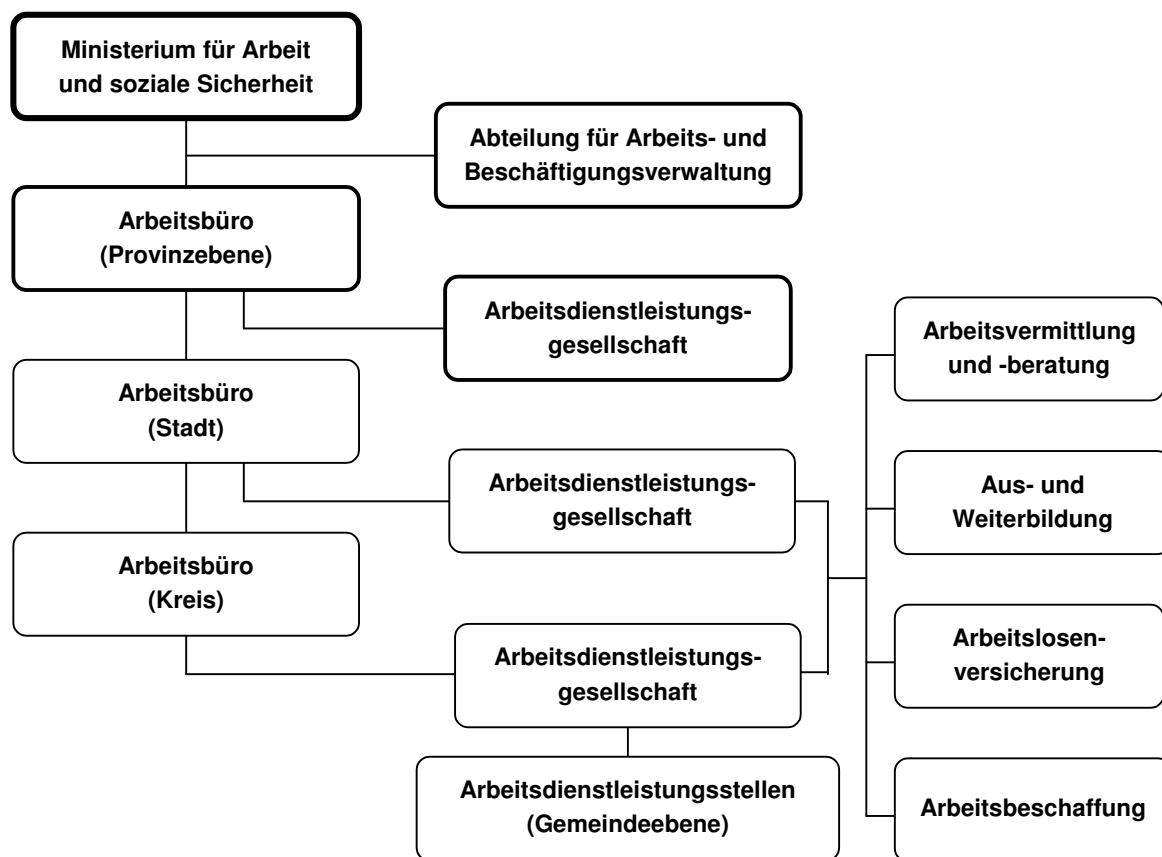 Ministerium für Arbeit
und soziale Sicherheit
Abteilung für Arbeits- und
Beschäftigungsverwaltung
Arbeitsbüro
(Provinzebene)
Arbeitsdienstleistungs-
gesellschaft
Arbeitsvermittlung
und -beratung
Arbeitsbüro
(Stadt)
Arbeitsdienstleistungs-
gesellschaft
Aus- und
Weiterbildung
Arbeitsbüro
(Kreis)
Arbeitsdienstleistungs-
gesellschaft
Arbeitslosen-
versicherung
Arbeitsdienstleistungsstellen
(Gemeindeebene)
Arbeitsbeschaffung